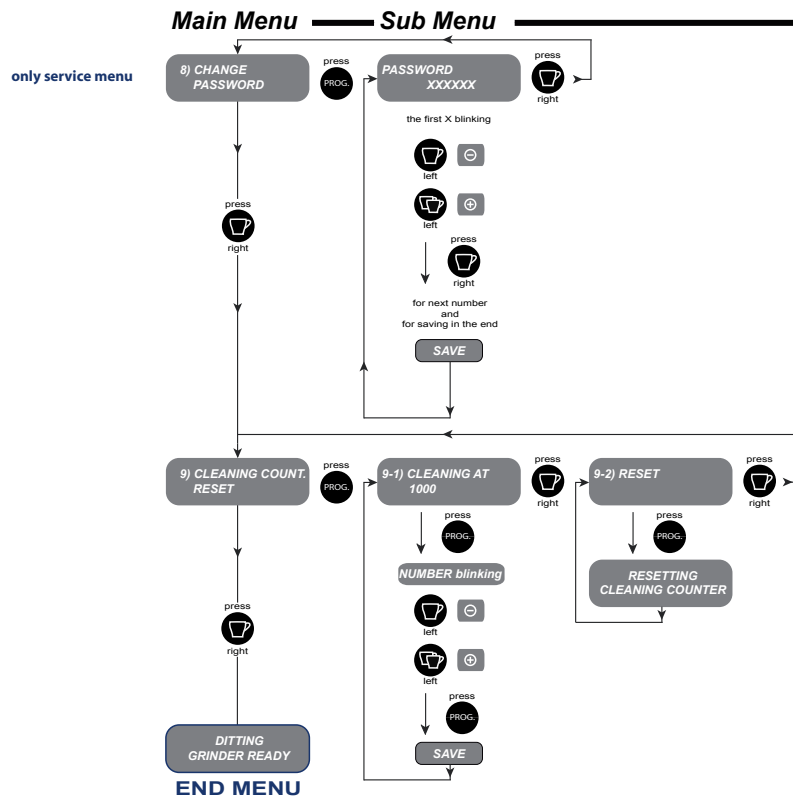 Main Menu Sub Menu
only service menu
8) CHANGE
PASSWORD
press
PROG.
PASSWORD
XXXXXX
press
right
the first X blinking
left
left
press
right
for next number
and
for saving in the end
SAVE
press
right
9) CLEANING COUNT.
RESET
press
PROG.
9-1) CLEANING AT
1000
press
right
9-2) RESET
press
right
press
PROG.
NUMBER blinking
left
left
press
PROG.
SAVE
press
PROG.
RESETTING
CLEANING COUNTER
press
right
DITTING
GRINDER READY
END MENU